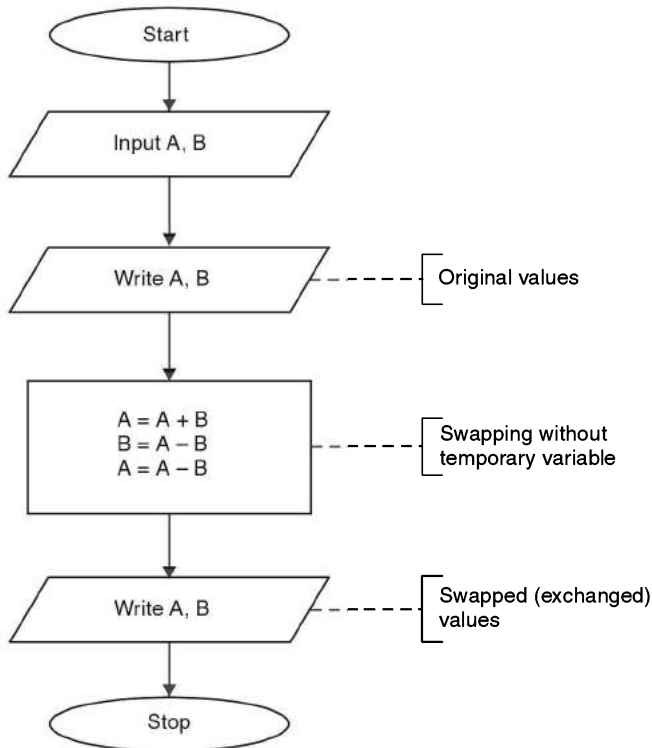 Start
Input A, B
Write A, B
Original values
A = A + B
B = A – B
A = A – B
Swapping without
temporary variable
Write A, B
Swapped (exchanged)
values
Stop